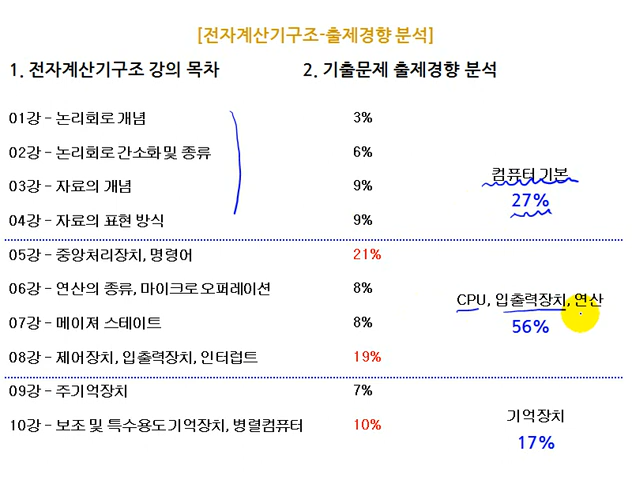 [전자계산기구조-출제경향 분석]
1. 전자계산기구조 강의 목차
2. 기출문제 출제경향 분석
01강 - 논리회로 개념 3%
02강 - 논리회로 간소화 및 종류 6%
03강 - 자료의 개념 9%
04강 - 자료의 표현 방식 9%
컴퓨터 기본
27%
05강 - 중앙처리장치, 명령어 21%
06강 - 연산의 종류, 마이크로 오퍼레이션 8%
07강 - 메이져 스테이트 8%
08강 - 제어장치, 입출력장치, 인터럽트 19%
CPU, 입출력장치, 연산
56%
09강 - 주기억장치 7%
10강 - 보조 및 특수용도 기억장치, 병렬컴퓨터 10%
기억장치
17%